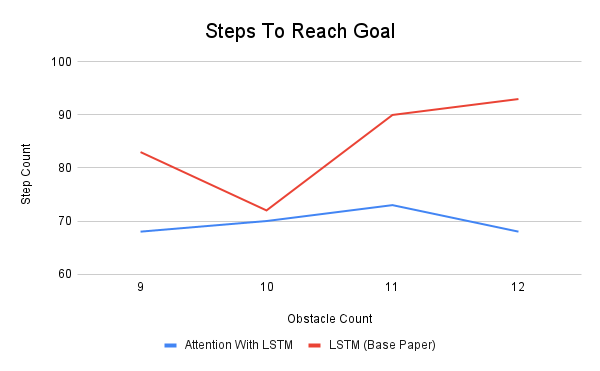 Steps To Reach Goal
Step Count
100
90
80
70
60
9 10 11 12
Obstacle Count
Attention With LSTM LSTM (Base Paper)